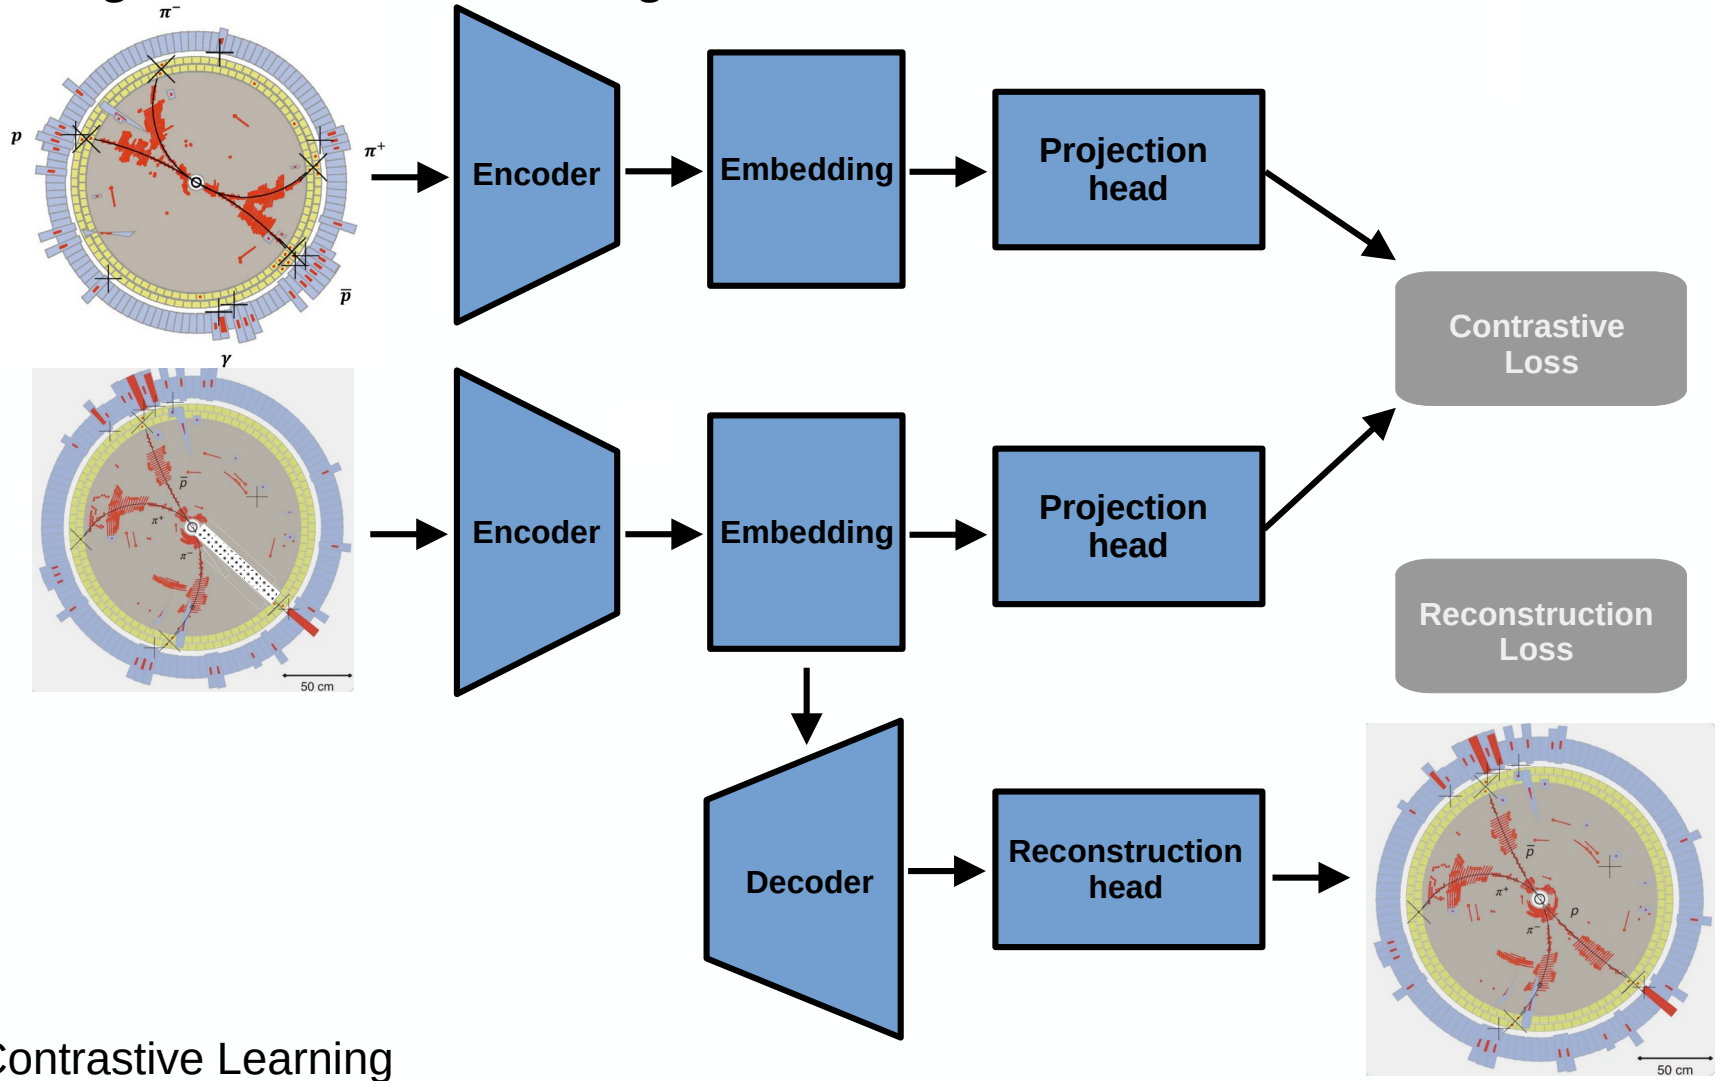 π⁻
p
π⁺
p̄
γ
Encoder
Embedding
Projection
head
Contrastive
Loss
p̄
π⁺
π⁻
50 cm
Encoder
Embedding
Projection
head
Reconstruction
Loss
Decoder
Reconstruction
head
p̄
π⁺
p
π⁻
50 cm
Contrastive Learning